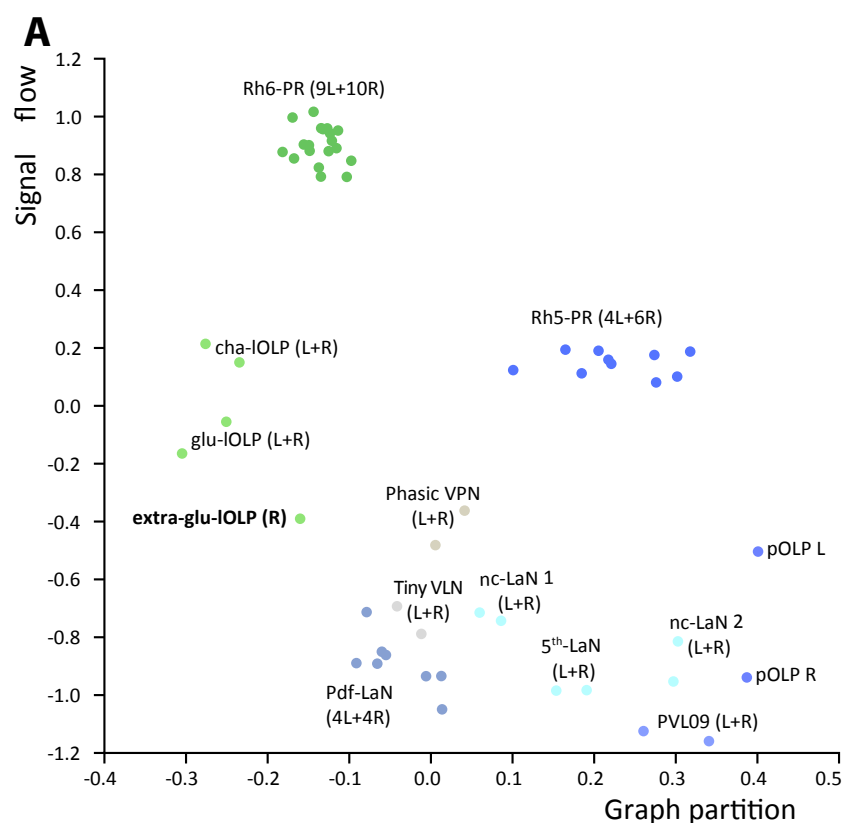 A
1.2
Rh6-PR (9L+10R)
1.0
0.8
0.6
0.4
Rh5-PR (4L+6R)
0.2
cha-lOLP (L+R)
0.0
glu-lOLP (L+R)
-0.2
Phasic VPN
(L+R)
-0.4
extra-glu-lOLP (R)
pOLP L
-0.6
Tiny VLN
(L+R)
nc-LaN 1
(L+R)
nc-LaN 2
(L+R)
-0.8
5th-LaN
(L+R)
pOLP R
Pdf-LaN
(4L+4R)
-1.0
PVL09 (L+R)
-1.2
Signal flow
-0.4 -0.3 -0.2 -0.1 0.0 0.1 0.2 0.3 0.4 0.5
Graph partition